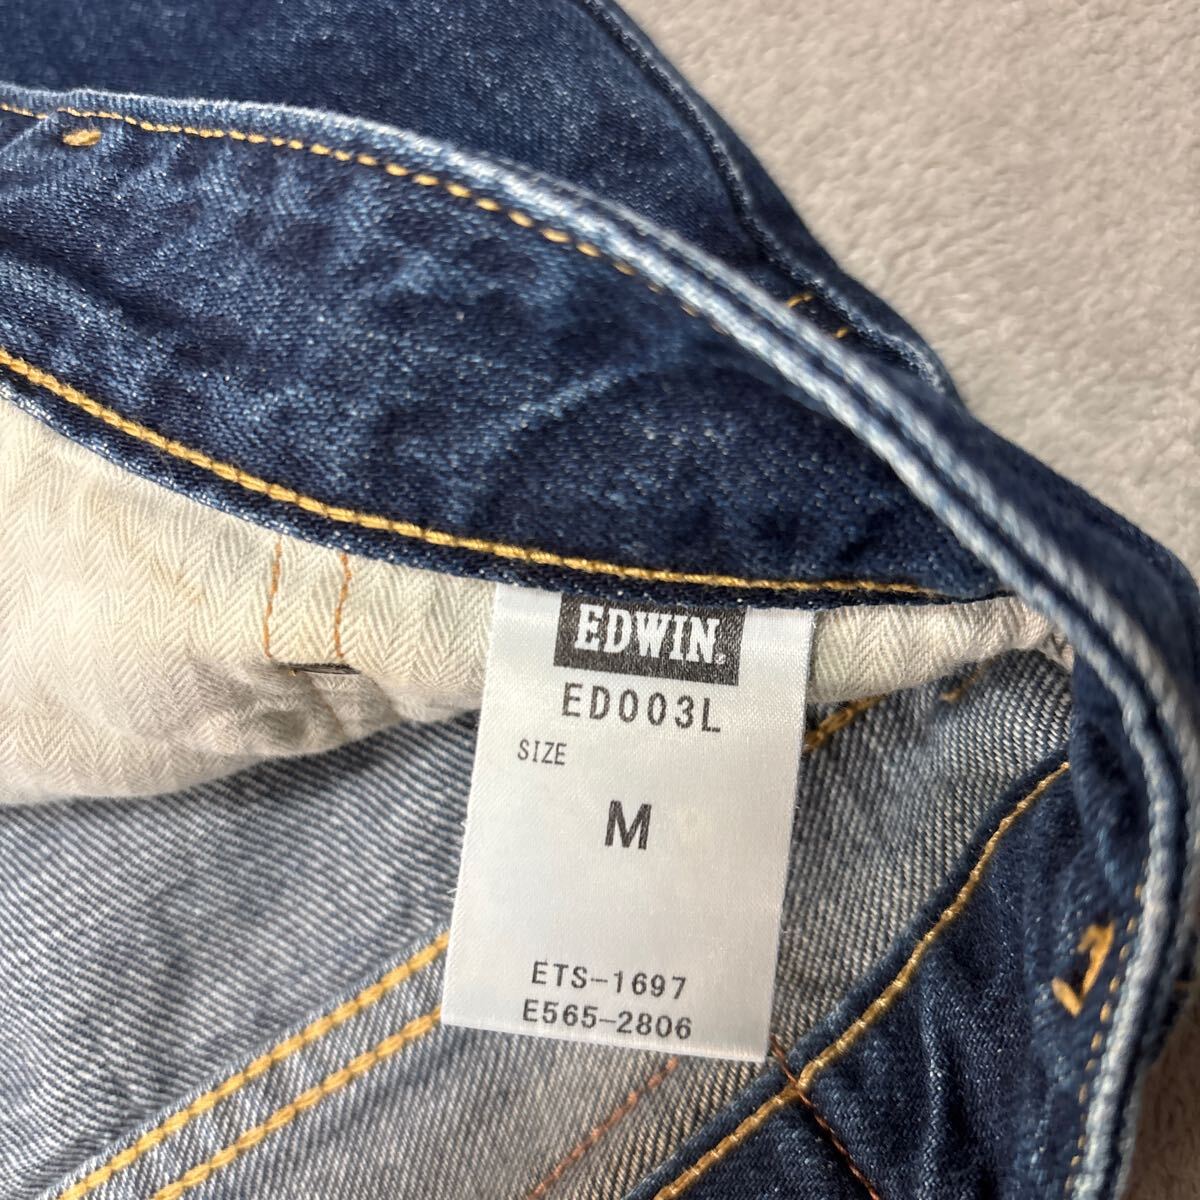 EDWIN.
ED003L
SIZE
M
ETS-1697
E565-2806